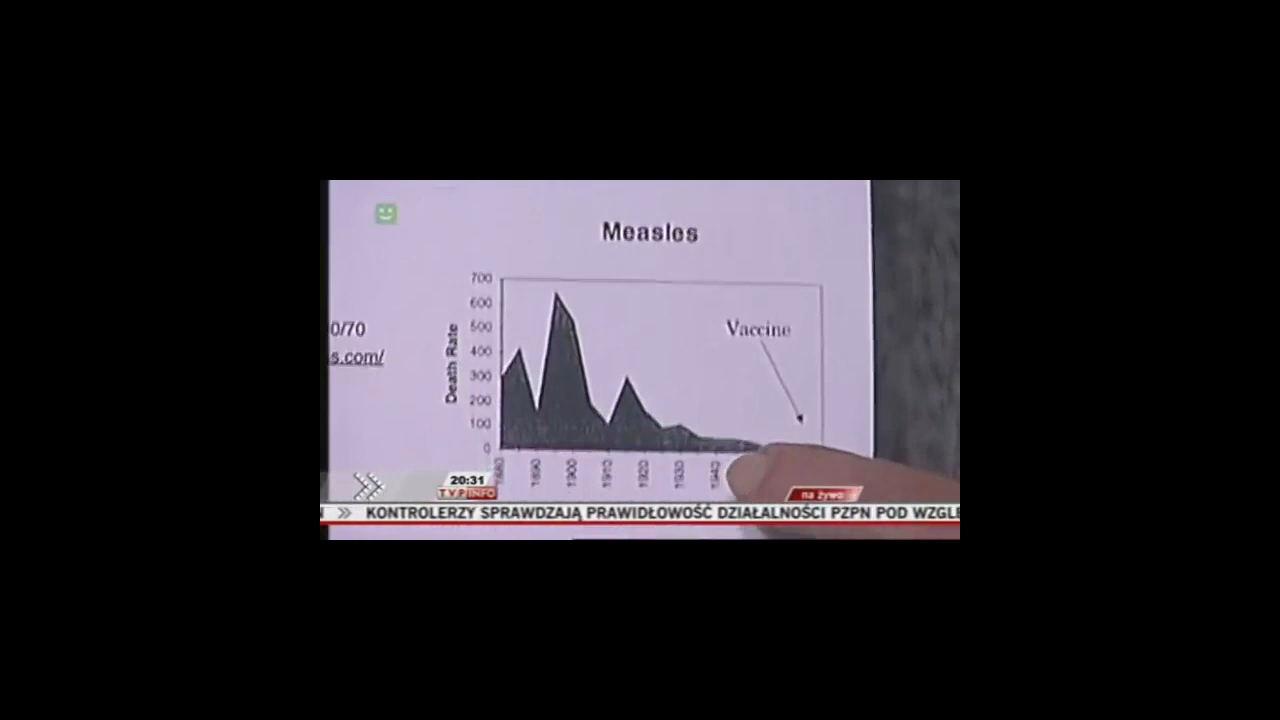 Measles
700
600
500
400
300
200
100
0
Death Rate
Vaccine
0/70
s.com/
1890
1900
1910
1920
1930
1940
20:31
TVP INFO
na żywo
KONTROLERZY SPRAWDZAJĄ PRAWIDŁOWOŚĆ DZIAŁALNOŚCI PZPN POD WZGLĘ